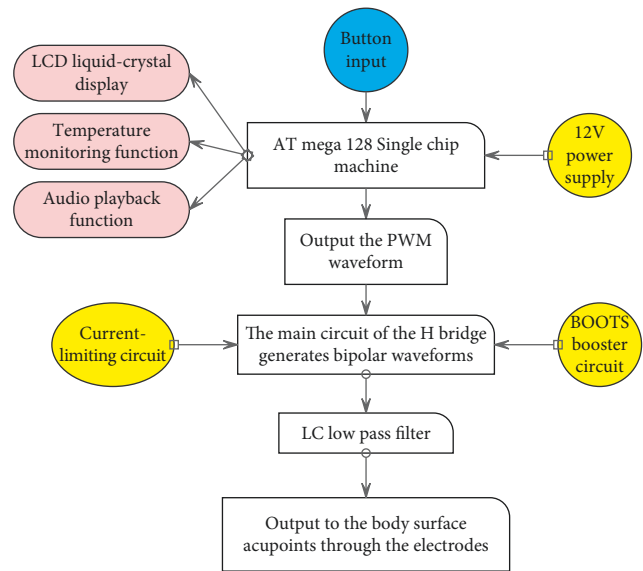 Button
input
LCD liquid-crystal
display
Temperature
monitoring function
Audio playback
function
AT mega 128 Single chip
machine
12V
power
supply
Output the PWM
waveform
Current-
limiting circuit
The main circuit of the H bridge
generates bipolar waveforms
BOOTS
booster
circuit
LC low pass filter
Output to the body surface
acupoints through the electrodes